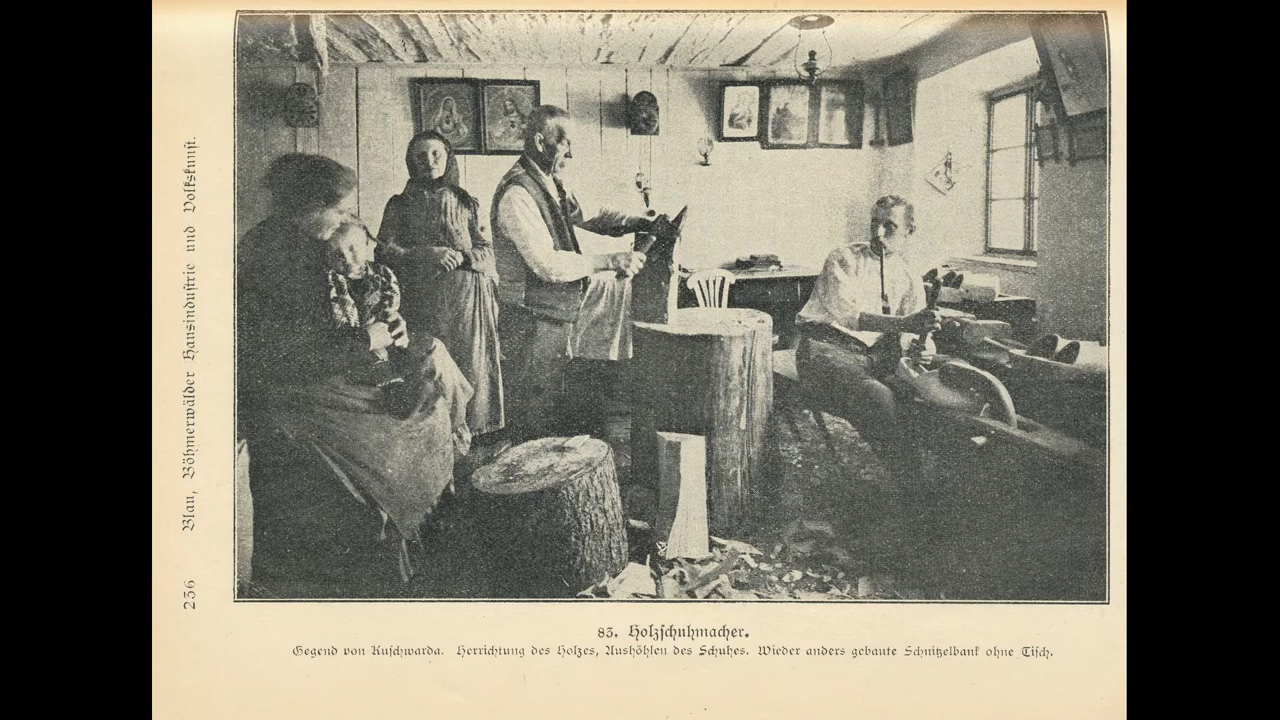 236 Blau, Böhmerwälder Hausindustrie und Volkskunst.
83. Holzschuhmacher.
Gegend von Kuschwarda. Herrichtung des Holzes, Aushöhlen des Schuhes. Wieder anders gebaute Schnitzelbank ohne Tisch.